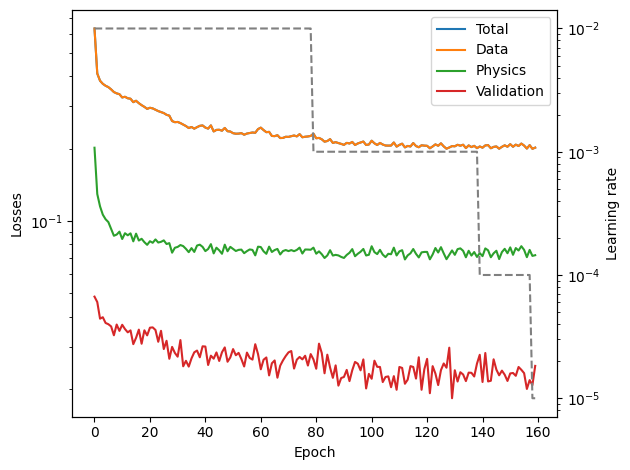 Total
Data
Physics
Validation
10⁻¹
Losses
10⁻²
10⁻³
10⁻⁴
10⁻⁵
Learning rate
0 20 40 60 80 100 120 140 160
Epoch